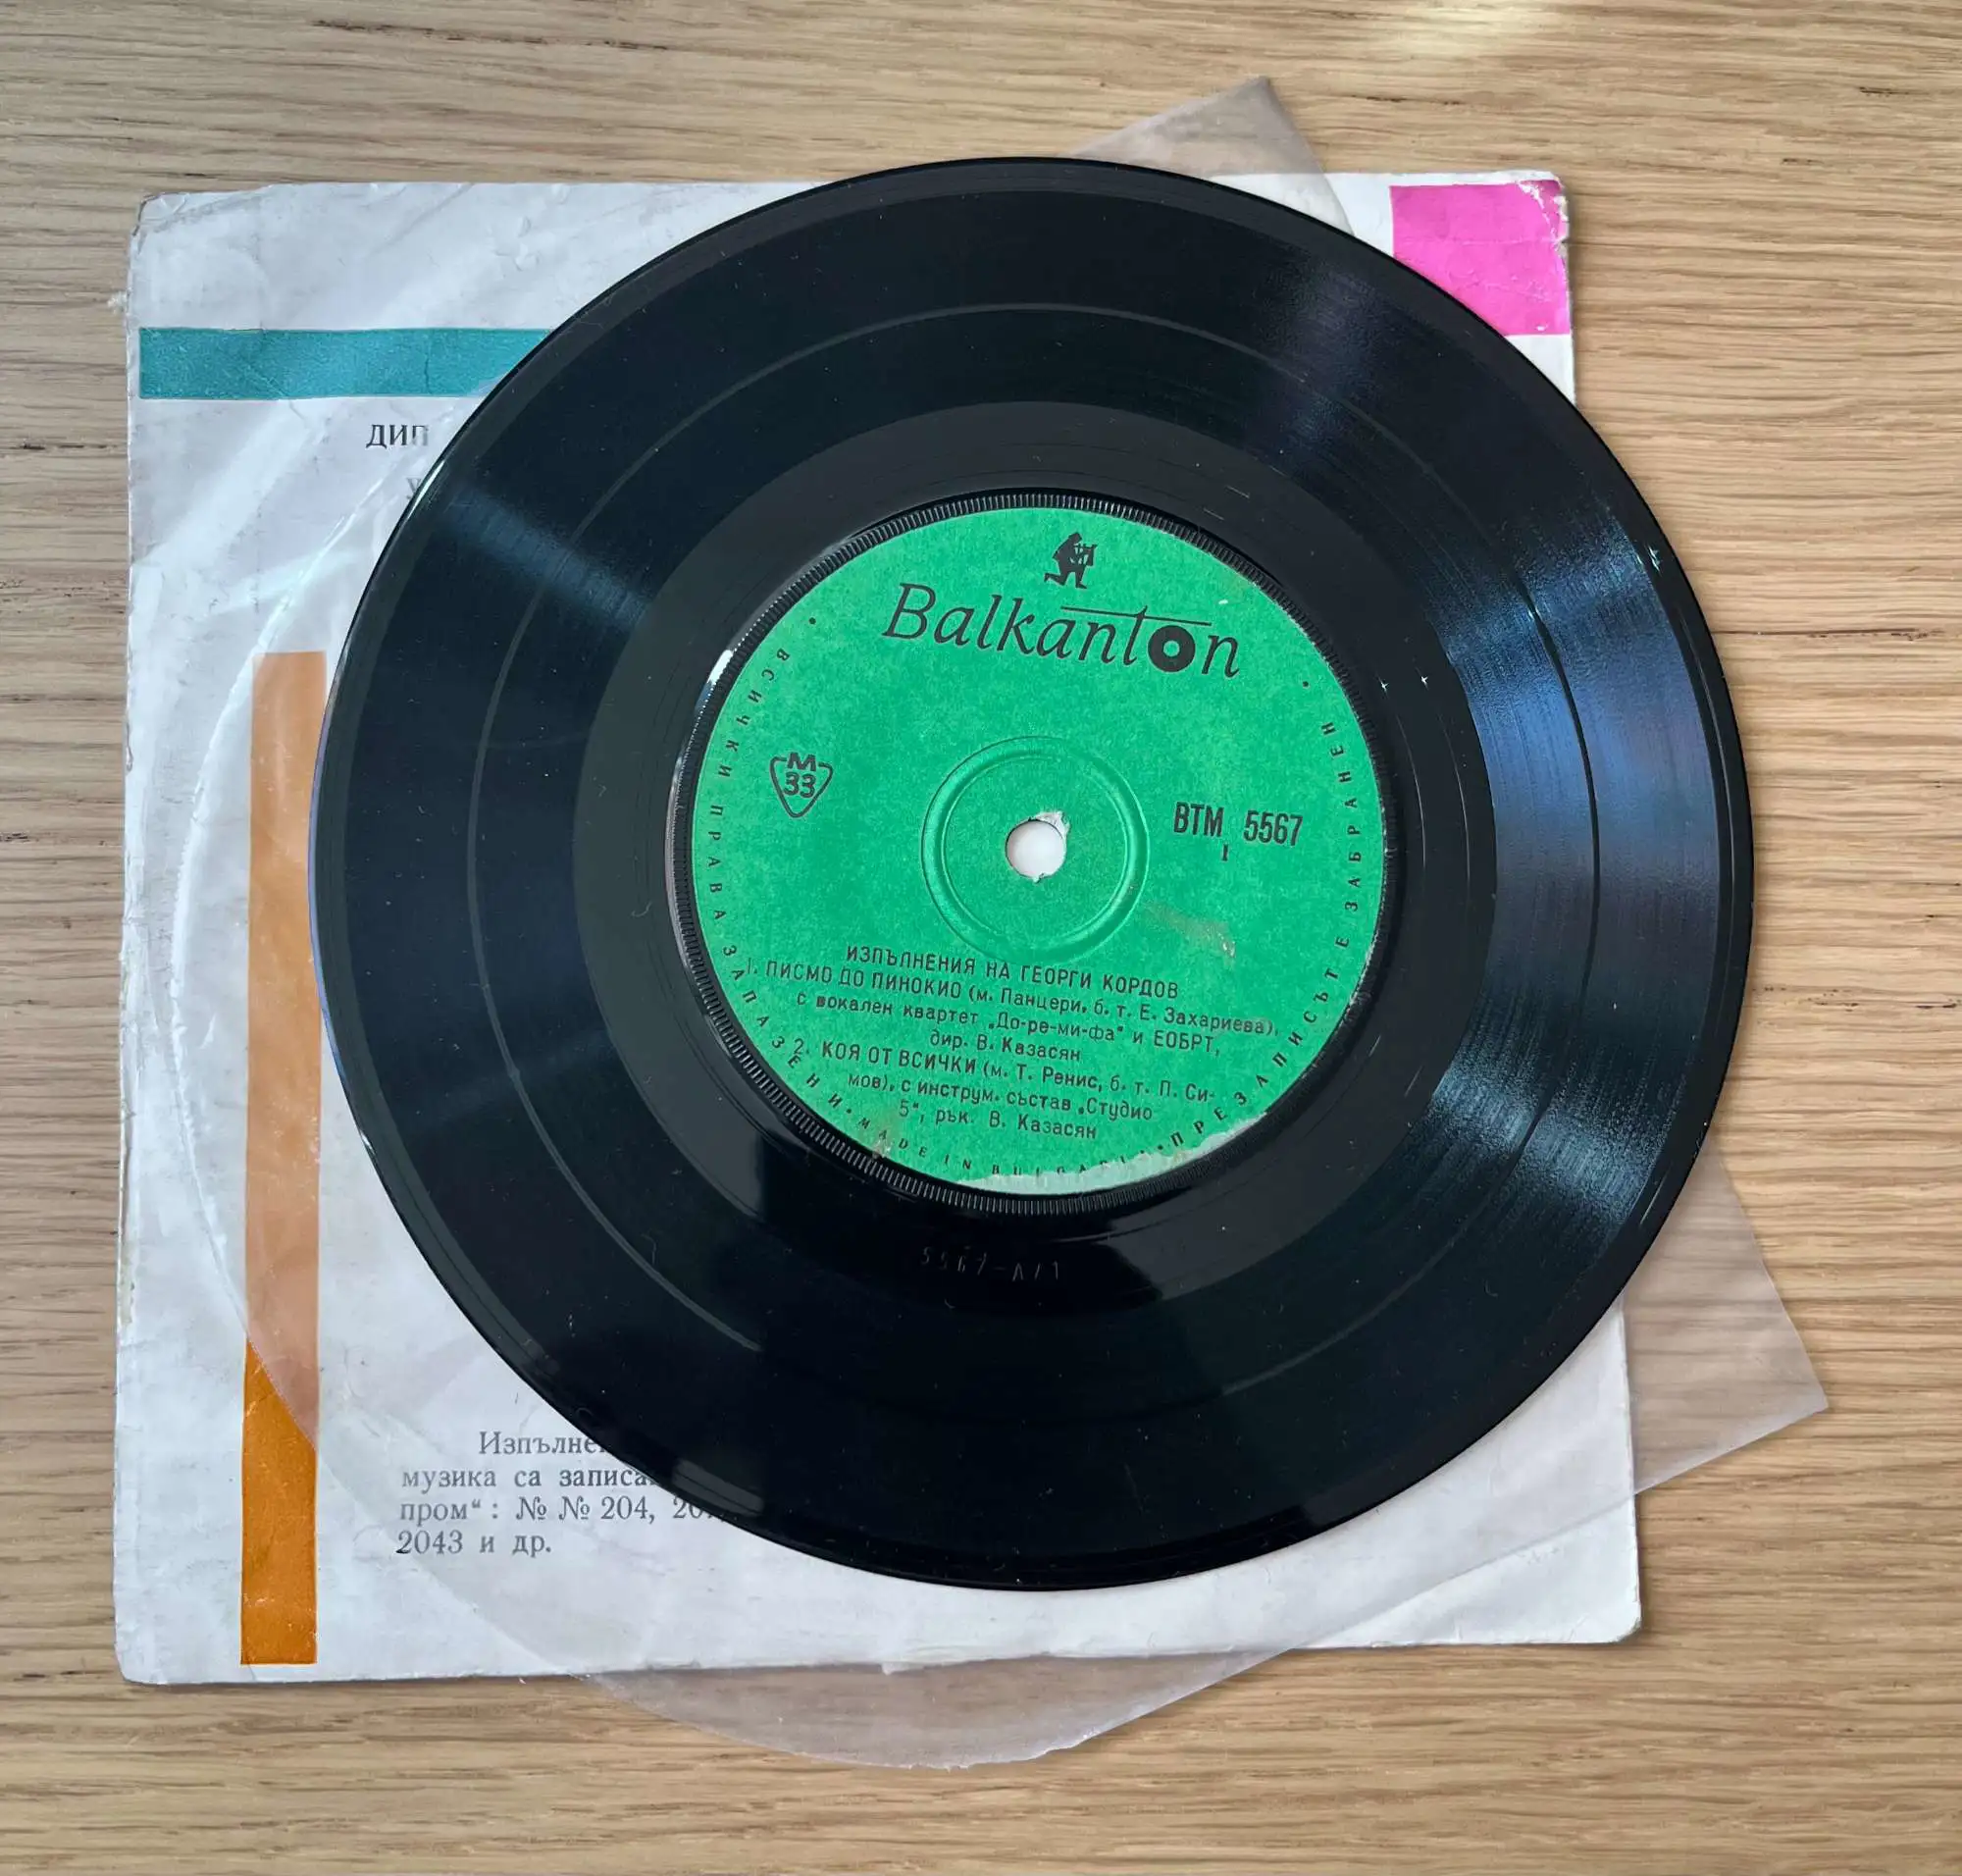 ДИП
Balkanton
M
33
ВТМ 5567
I
ИЗПЪЛНЕНИЯ НА ГЕОРГИ КОРДОВ
1. ПИСМО ДО ПИНОКИО (м. Панцери, б. т. Е. Захариева),
с вокален квартет „До-ре-ми-фа" и ЕОБРТ,
дир. В. Казасян
2. КОЯ ОТ ВСИЧКИ (м. Т. Ренис, б. т. П. Си-
мов), с инструм. състав „Студио
5", рък. В. Казасян
• ВСИЧКИ ПРАВА ЗАПАЗЕНИ • MADE IN BULGARIA • ПРЕЗАПИСЪТ Е ЗАБРАНЕН •
5567-A/1
Изпълне
музика са записа
пром“: № № 204, 20
2043 и др.